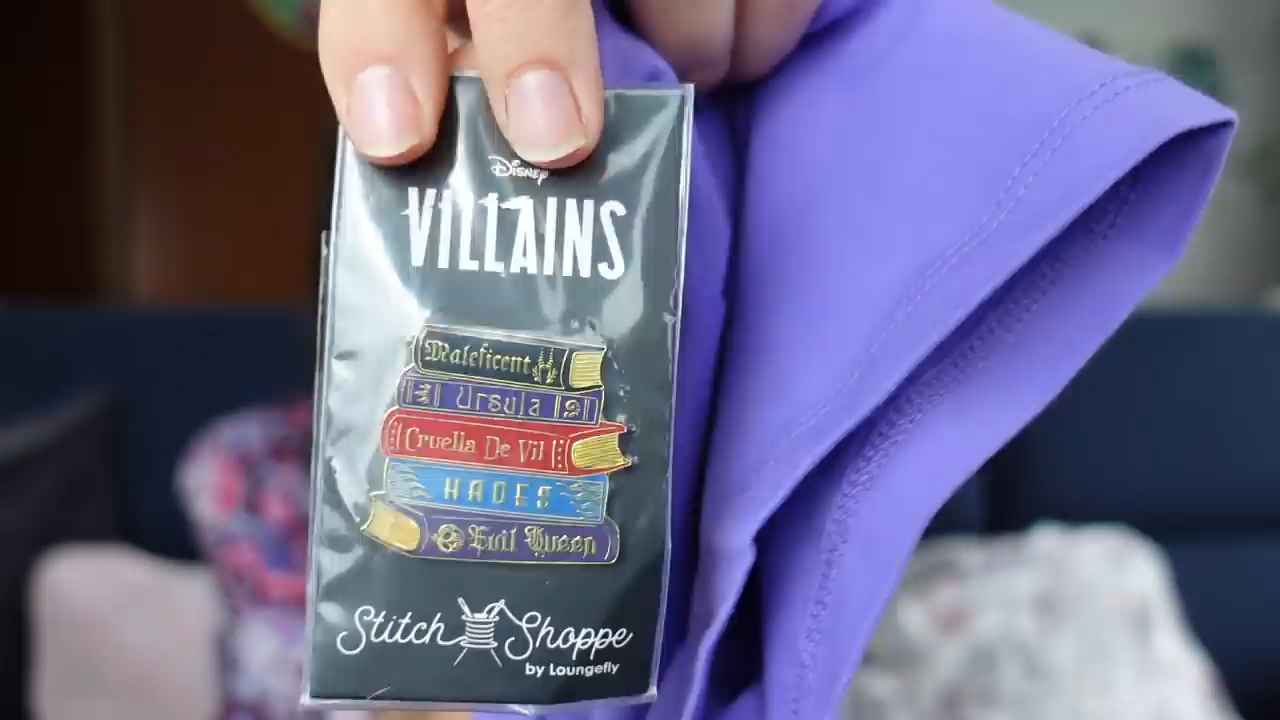 Disney
VILLAINS
Maleficent
Ursula
Cruella De Vil
HADES
Evil Queen
Stitch Shoppe
by Loungefly